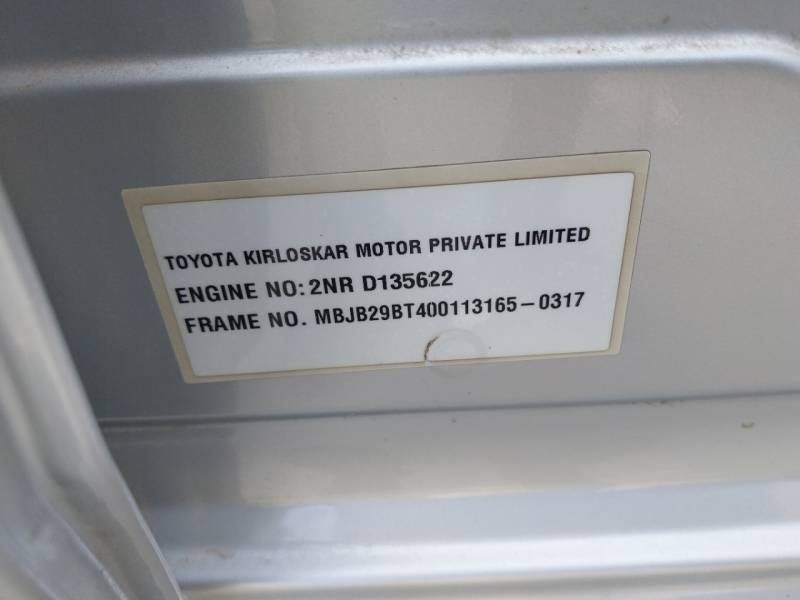 TOYOTA KIRLOSKAR MOTOR PRIVATE LIMITED
ENGINE NO: 2NR D135622
FRAME NO. MBJB29BT400113165-0317